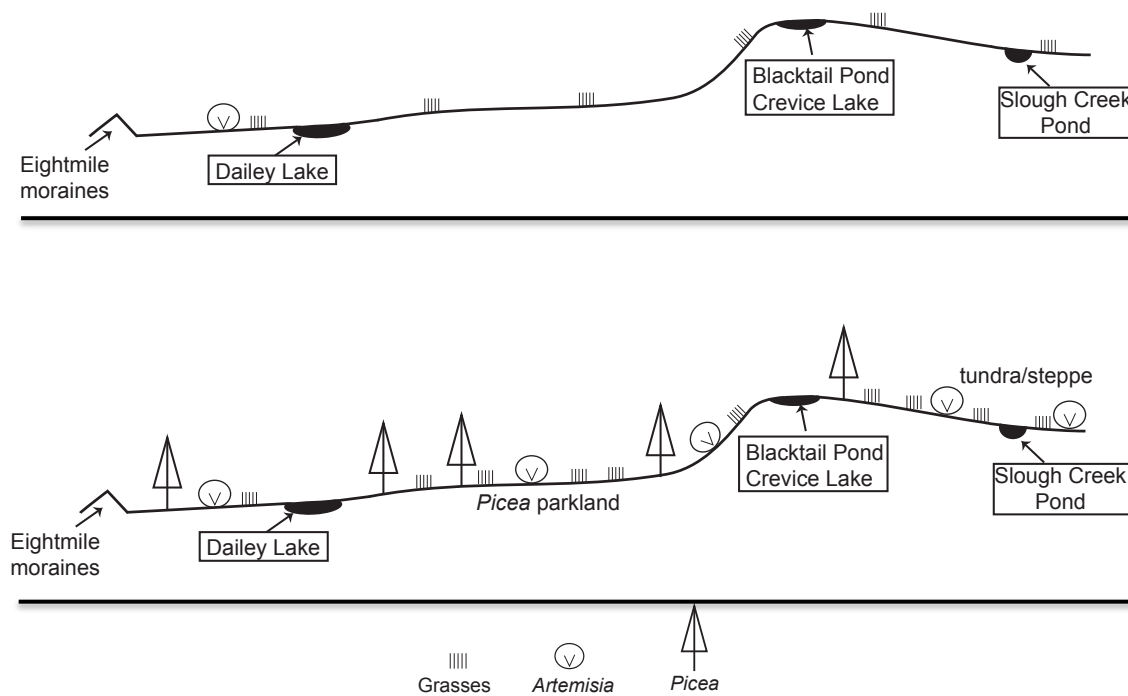 Blacktail Pond
Crevice Lake
Slough Creek
Pond
Eightmile
moraines
Dailey Lake
tundra/steppe
Blacktail Pond
Crevice Lake
Slough Creek
Pond
Picea parkland
Eightmile
moraines
Dailey Lake
Grasses
Artemisia
Picea